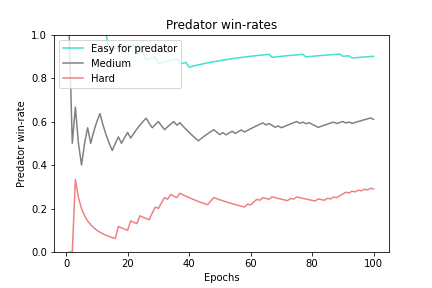 Predator win-rates
Easy for predator
Medium
Hard
Predator win-rate
1.0
0.8
0.6
0.4
0.2
0.0
0
20
40
60
80
100
Epochs